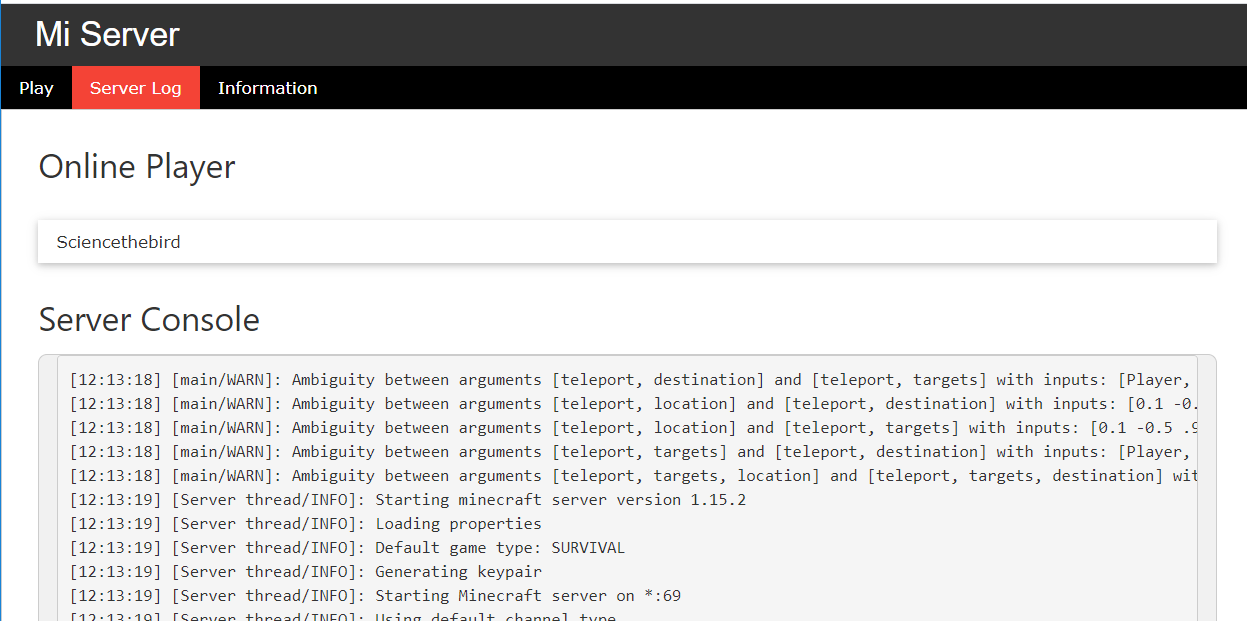 Mi Server
Play Server Log Information
Online Player
Sciencethebird
Server Console
[12:13:18] [main/WARN]: Ambiguity between arguments [teleport, destination] and [teleport, targets] with inputs: [Player,
[12:13:18] [main/WARN]: Ambiguity between arguments [teleport, location] and [teleport, destination] with inputs: [0.1 -0.
[12:13:18] [main/WARN]: Ambiguity between arguments [teleport, location] and [teleport, targets] with inputs: [0.1 -0.5 .9
[12:13:18] [main/WARN]: Ambiguity between arguments [teleport, targets] and [teleport, destination] with inputs: [Player,
[12:13:18] [main/WARN]: Ambiguity between arguments [teleport, targets, location] and [teleport, targets, destination] wit
[12:13:19] [Server thread/INFO]: Starting minecraft server version 1.15.2
[12:13:19] [Server thread/INFO]: Loading properties
[12:13:19] [Server thread/INFO]: Default game type: SURVIVAL
[12:13:19] [Server thread/INFO]: Generating keypair
[12:13:19] [Server thread/INFO]: Starting Minecraft server on *:69
[12:13:19] [Server thread/INFO]: Using default channel type